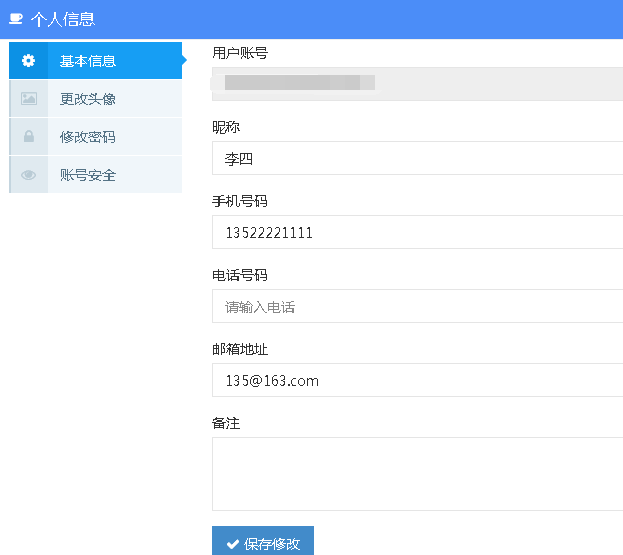 个人信息
基本信息
更改头像
修改密码
账号安全
用户账号
昵称
李四
手机号码
13522221111
电话号码
请输入电话
邮箱地址
135@163.com
备注
保存修改